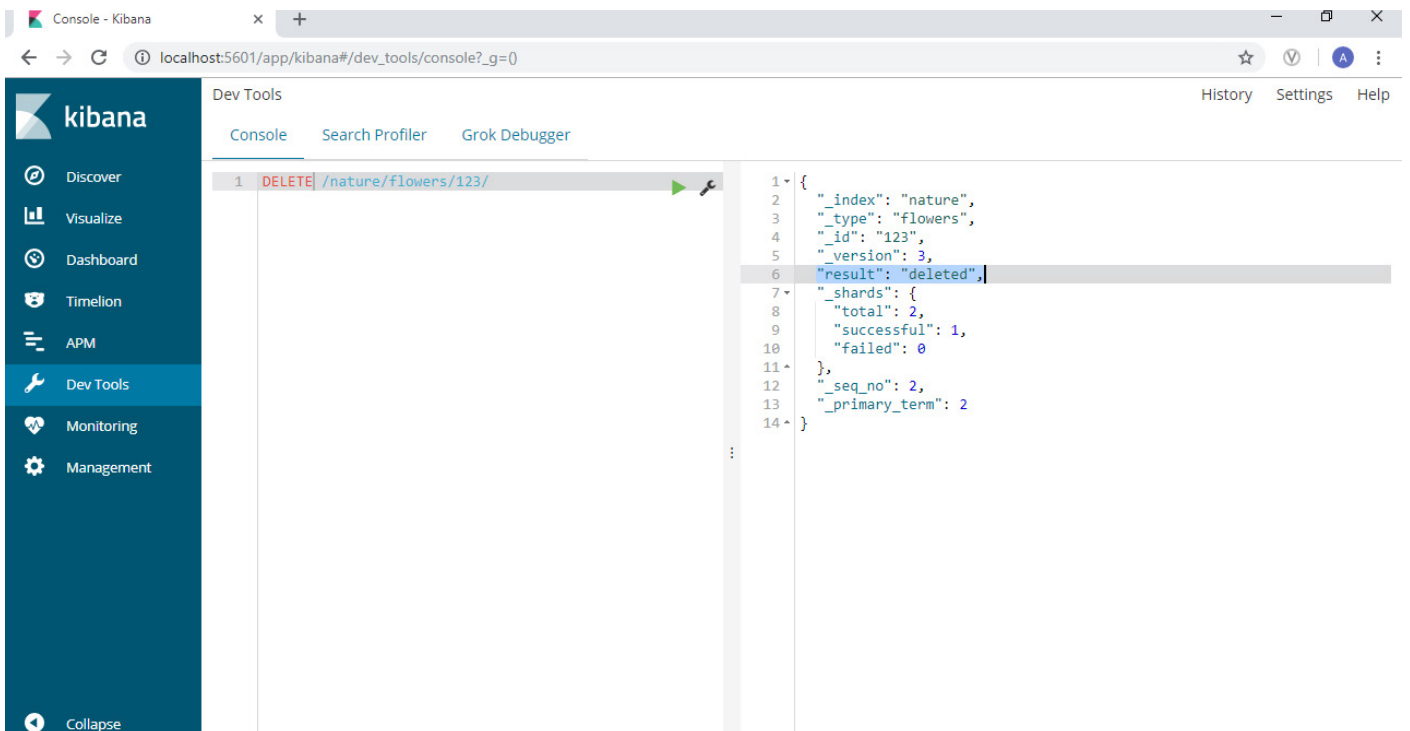 Console - Kibana
localhost:5601/app/kibana#/dev_tools/console?_g=()
A
kibana
Discover
Visualize
Dashboard
Timelion
APM
Dev Tools
Monitoring
Management
Collapse
Dev Tools
History Settings Help
Console Search Profiler Grok Debugger
1 DELETE /nature/flowers/123/
1 {
2 "_index": "nature",
3 "_type": "flowers",
4 "_id": "123",
5 "_version": 3,
6 "result": "deleted",
7 "_shards": {
8 "total": 2,
9 "successful": 1,
10 "failed": 0
11 },
12 "_seq_no": 2,
13 "_primary_term": 2
14 }